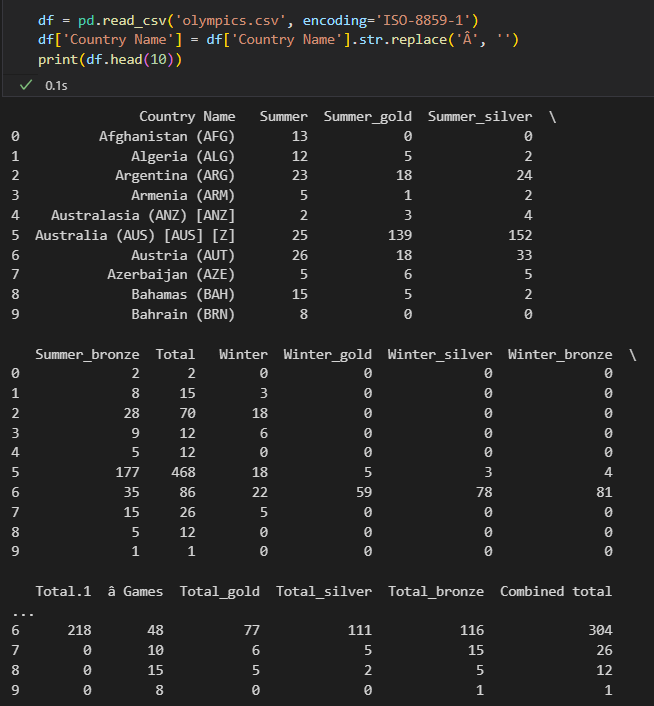 df = pd.read_csv('olympics.csv', encoding='ISO-8859-1')
df['Country Name'] = df['Country Name'].str.replace('Â', '')
print(df.head(10))
0.1s
Country Name Summer Summer_gold Summer_silver \
0 Afghanistan (AFG) 13 0 0
1 Algeria (ALG) 12 5 2
2 Argentina (ARG) 23 18 24
3 Armenia (ARM) 5 1 2
4 Australasia (ANZ) [ANZ] 2 3 4
5 Australia (AUS) [AUS] [Z] 25 139 152
6 Austria (AUT) 26 18 33
7 Azerbaijan (AZE) 5 6 5
8 Bahamas (BAH) 15 5 2
9 Bahrain (BRN) 8 0 0
Summer_bronze Total Winter Winter_gold Winter_silver Winter_bronze \
0 2 2 0 0 0 0
1 8 15 3 0 0 0
2 28 70 18 0 0 0
3 9 12 6 0 0 0
4 5 12 0 0 0 0
5 177 468 18 5 3 4
6 35 86 22 59 78 81
7 15 26 5 0 0 0
8 5 12 0 0 0 0
9 1 1 0 0 0 0
Total.1 â Games Total_gold Total_silver Total_bronze Combined total
...
6 218 48 77 111 116 304
7 0 10 6 5 15 26
8 0 15 5 2 5 12
9 0 8 0 0 1 1